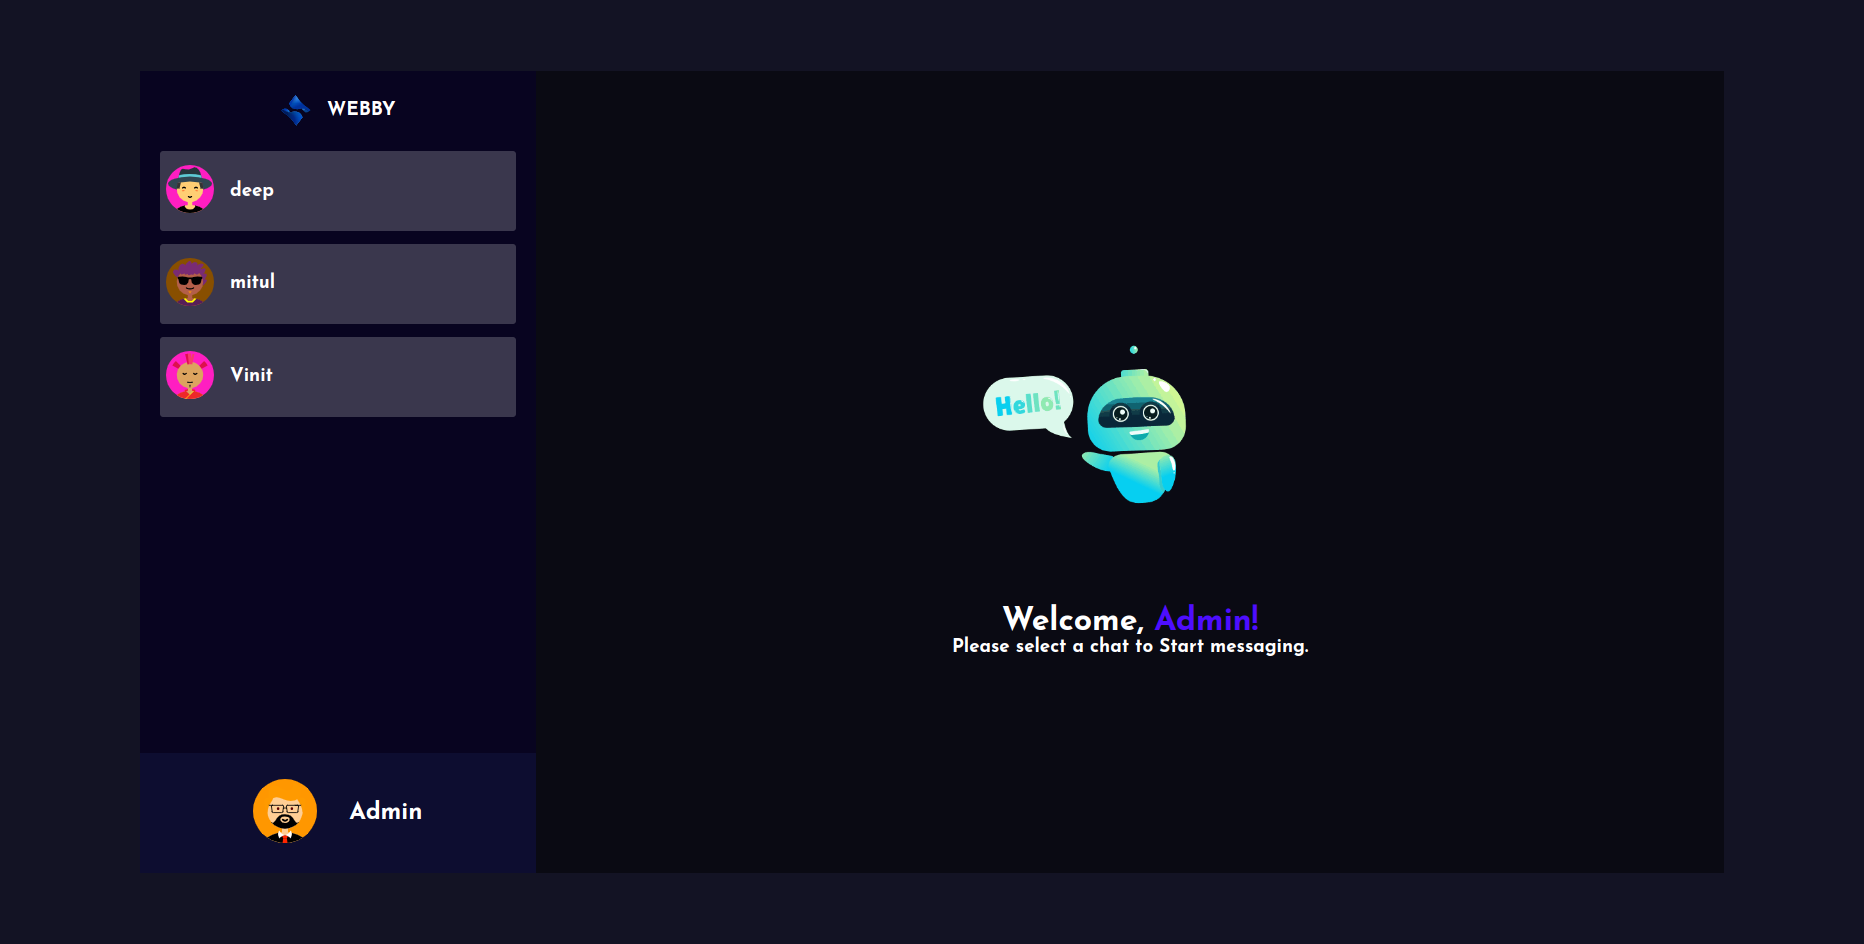 WEBBY
deep
mitul
Vinit
Hello!
Welcome, Admin!
Please select a chat to Start messaging.
Admin